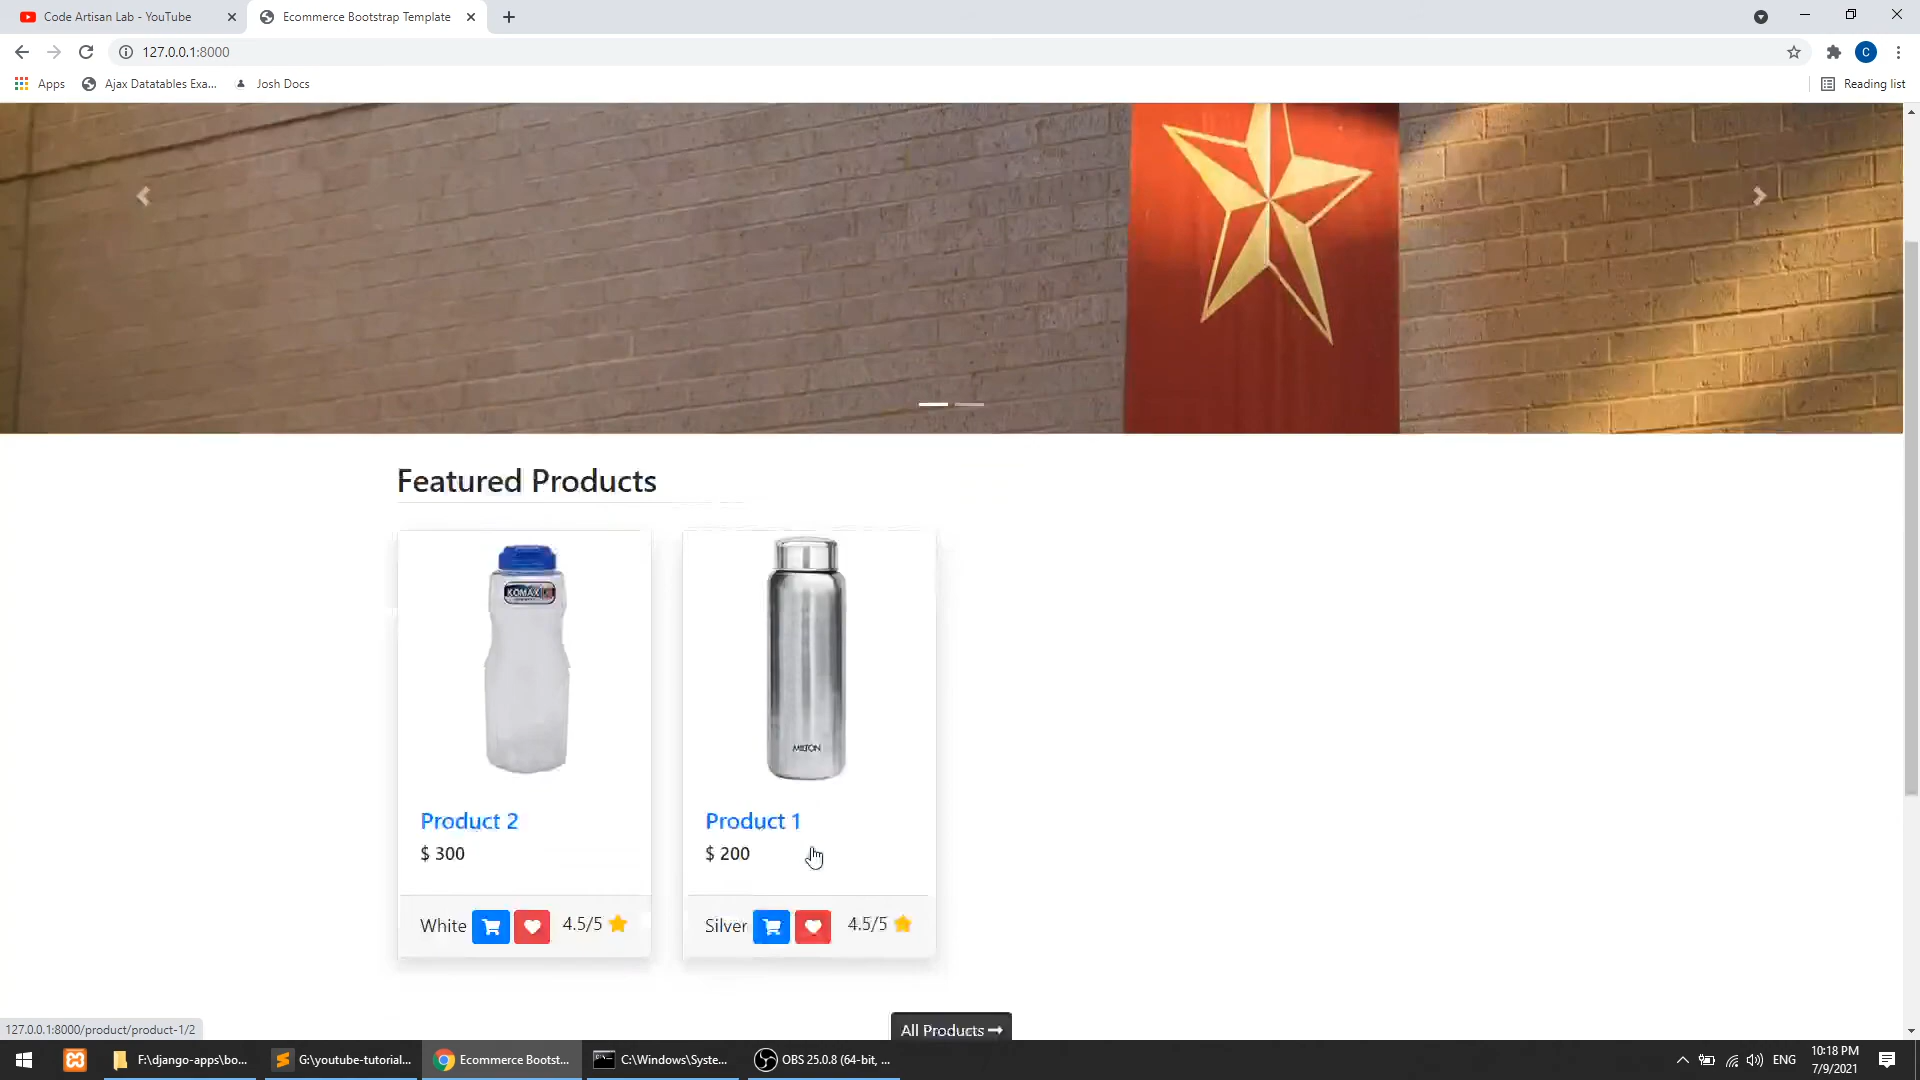 Code Artisan Lab - YouTube
Ecommerce Bootstrap Template
127.0.0.1:8000
C
Apps
Ajax Datatables Exa...
Josh Docs
Reading list
Featured Products
KOMAX
MILTON
Product 2
Product 1
$ 300
$ 200
White
4.5/5
Silver
4.5/5
All Products
127.0.0.1:8000/product/product-1/2
F:\django-apps\bo...
G:\youtube-tutorial...
Ecommerce Bootst...
C:\Windows\Syste...
OBS 25.0.8 (64-bit, ...
ENG
10:18 PM
7/9/2021